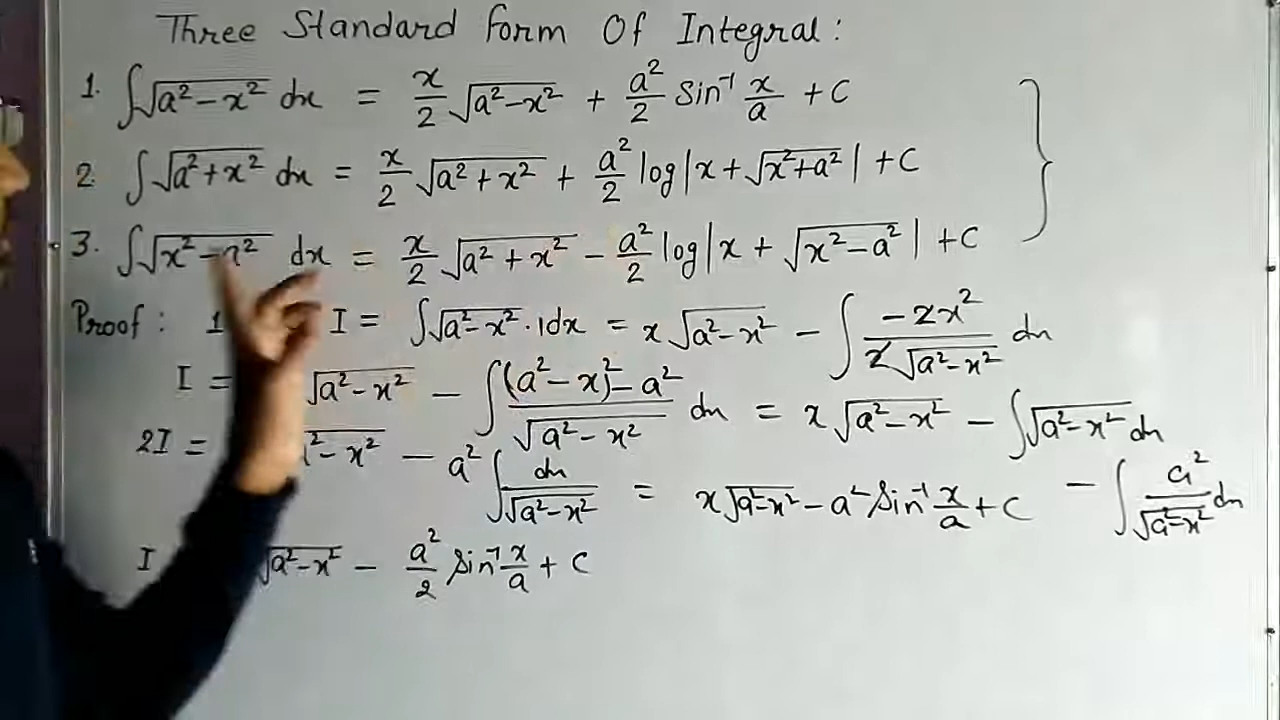 Three Standard Form Of Integral :
1. ∫√(a²-x²) dx = x/2 √(a²-x²) + a²/2 Sin⁻¹ x/a + C
2. ∫√(a²+x²) dx = x/2 √(a²+x²) + a²/2 log|x + √(x²+a²)| + C
3. ∫√(x²-a²) dx = x/2 √(a²+x²) - a²/2 log|x + √(x²-a²)| + C
Proof : 1 I = ∫√(a²-x²) · 1dx = x√(a²-x²) - ∫ -2x²/(2√(a²-x²)) dx
I = √(a²-x²) - ∫ ((a²-x)²-a²)/√(a²-x²) dx = x√(a²-x²) - ∫√(a²-x²) dx
- ∫ a²/√(a²-x²) dx
2I = √(a²-x²) - a² ∫ dx/√(a²-x²) = x√(a²-x²) - a² Sin⁻¹ x/a + C
I √(a²-x²) - a²/2 Sin⁻¹ x/a + C